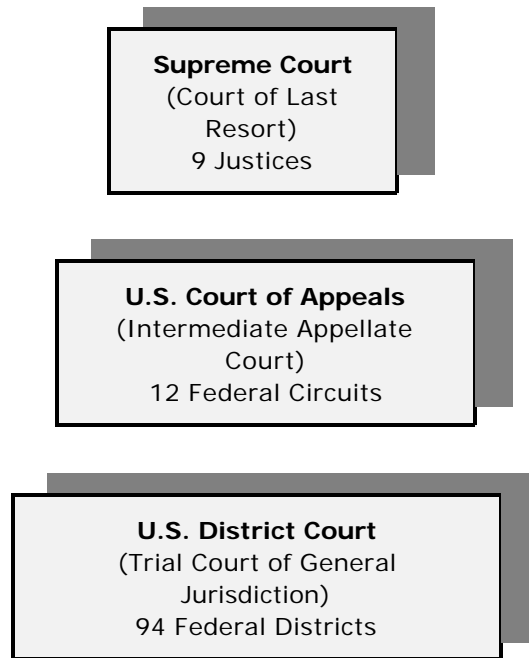 Supreme Court
(Court of Last
Resort)
9 Justices
U.S. Court of Appeals
(Intermediate Appellate
Court)
12 Federal Circuits
U.S. District Court
(Trial Court of General
Jurisdiction)
94 Federal Districts